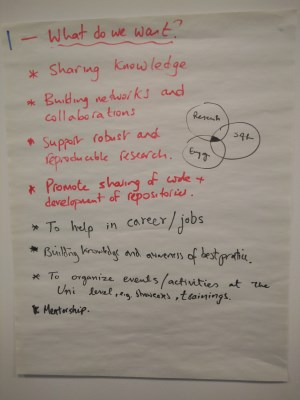 1 — What do we want?
* Sharing knowledge
* Building networks and
collaborations
* Support robust and
reproducible research.
* Promote sharing of code +
development of repositories.
* To help in career/jobs
* Building knowledge and awareness of best practice.
* To organize events/activities at the
Uni level, e.g. showcases, trainings.
* Mentorship.
Research